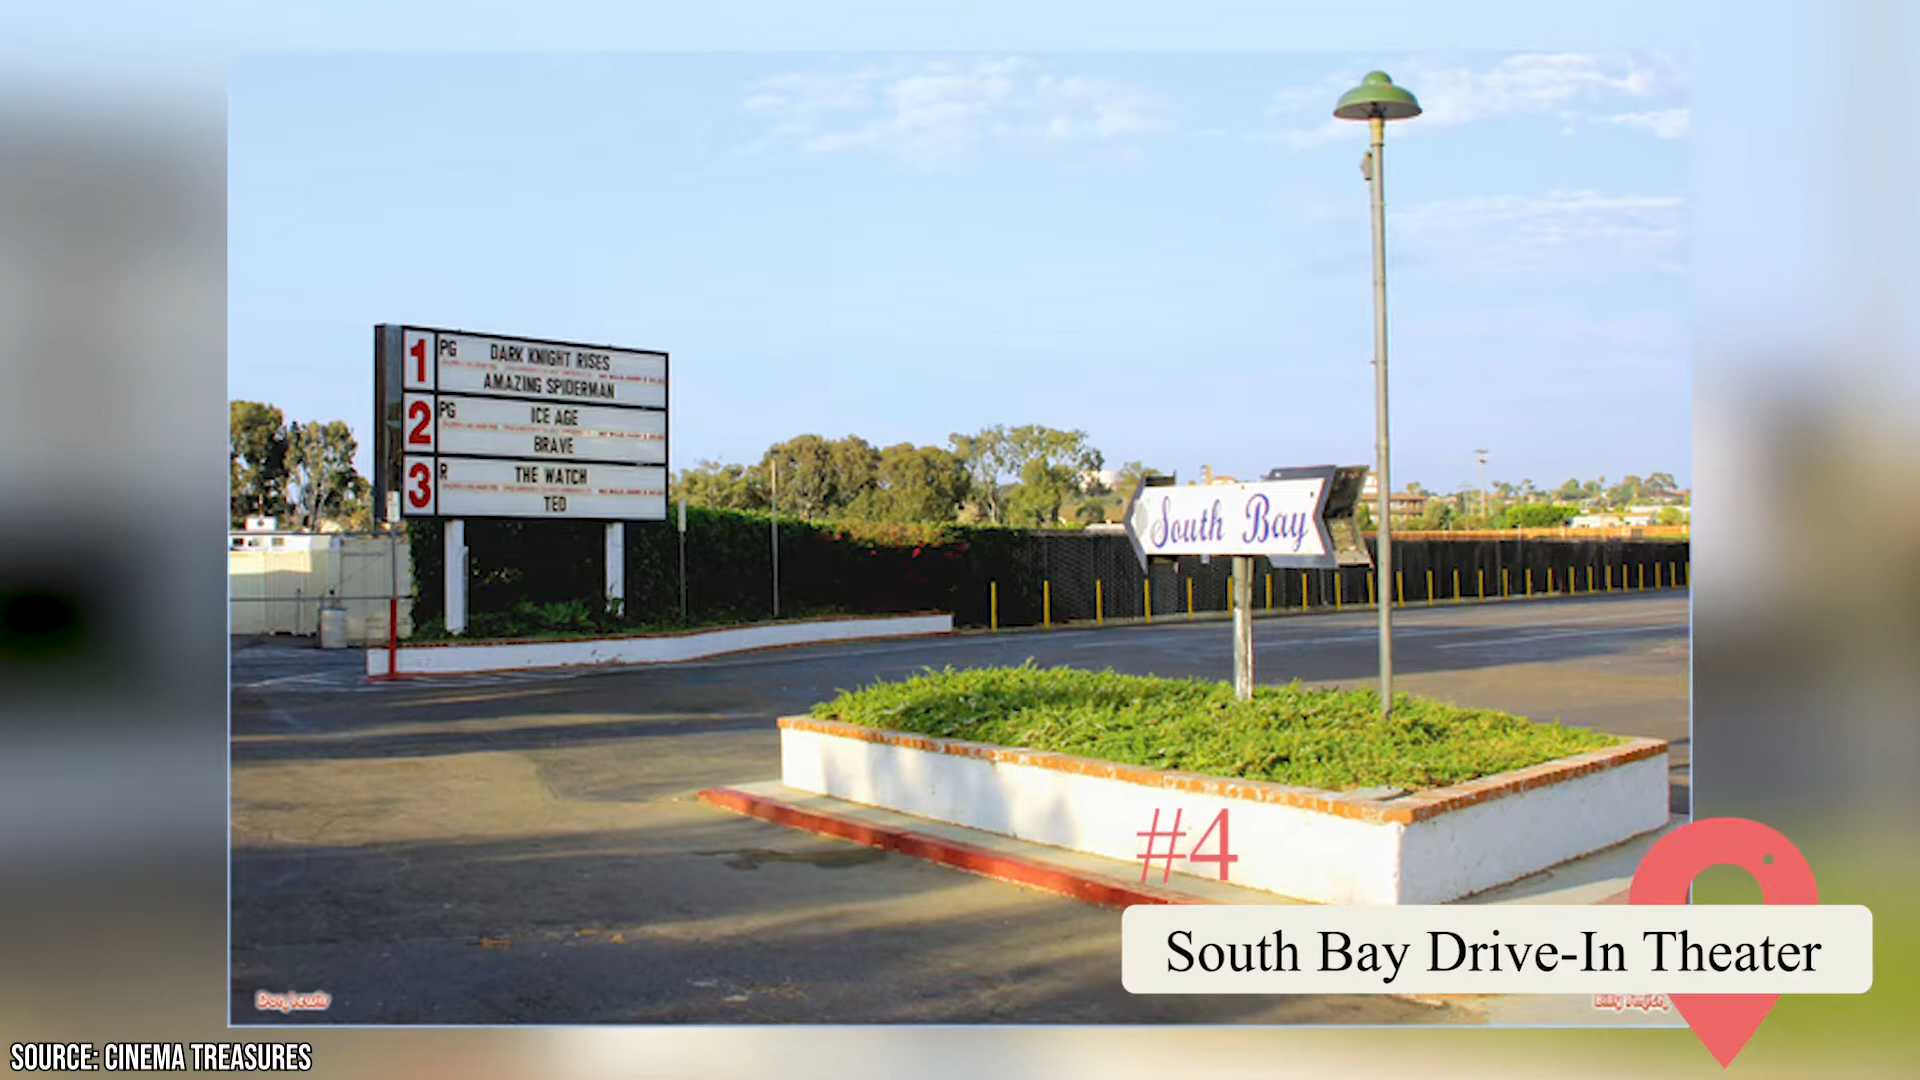 1 PG DARK KNIGHT RISES
AMAZING SPIDERMAN
2 PG ICE AGE
BRAVE
3 R THE WATCH
TED
South Bay
#4
South Bay Drive-In Theater
SOURCE: CINEMA TREASURES